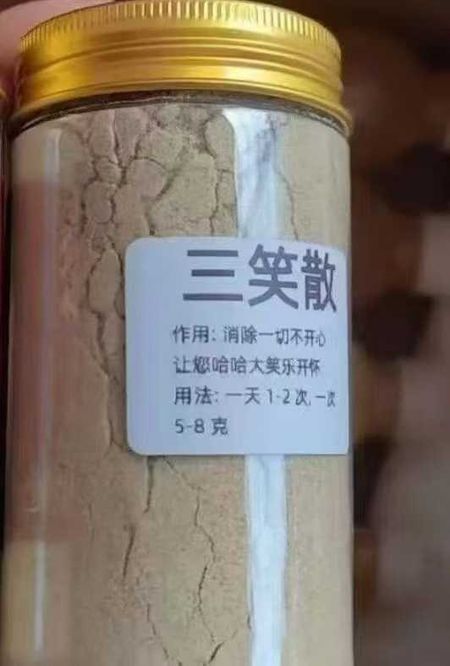 三笑散
作用: 消除一切不开心
让您哈哈大笑乐开怀
用法: 一天 1-2 次, 一次
5-8 克